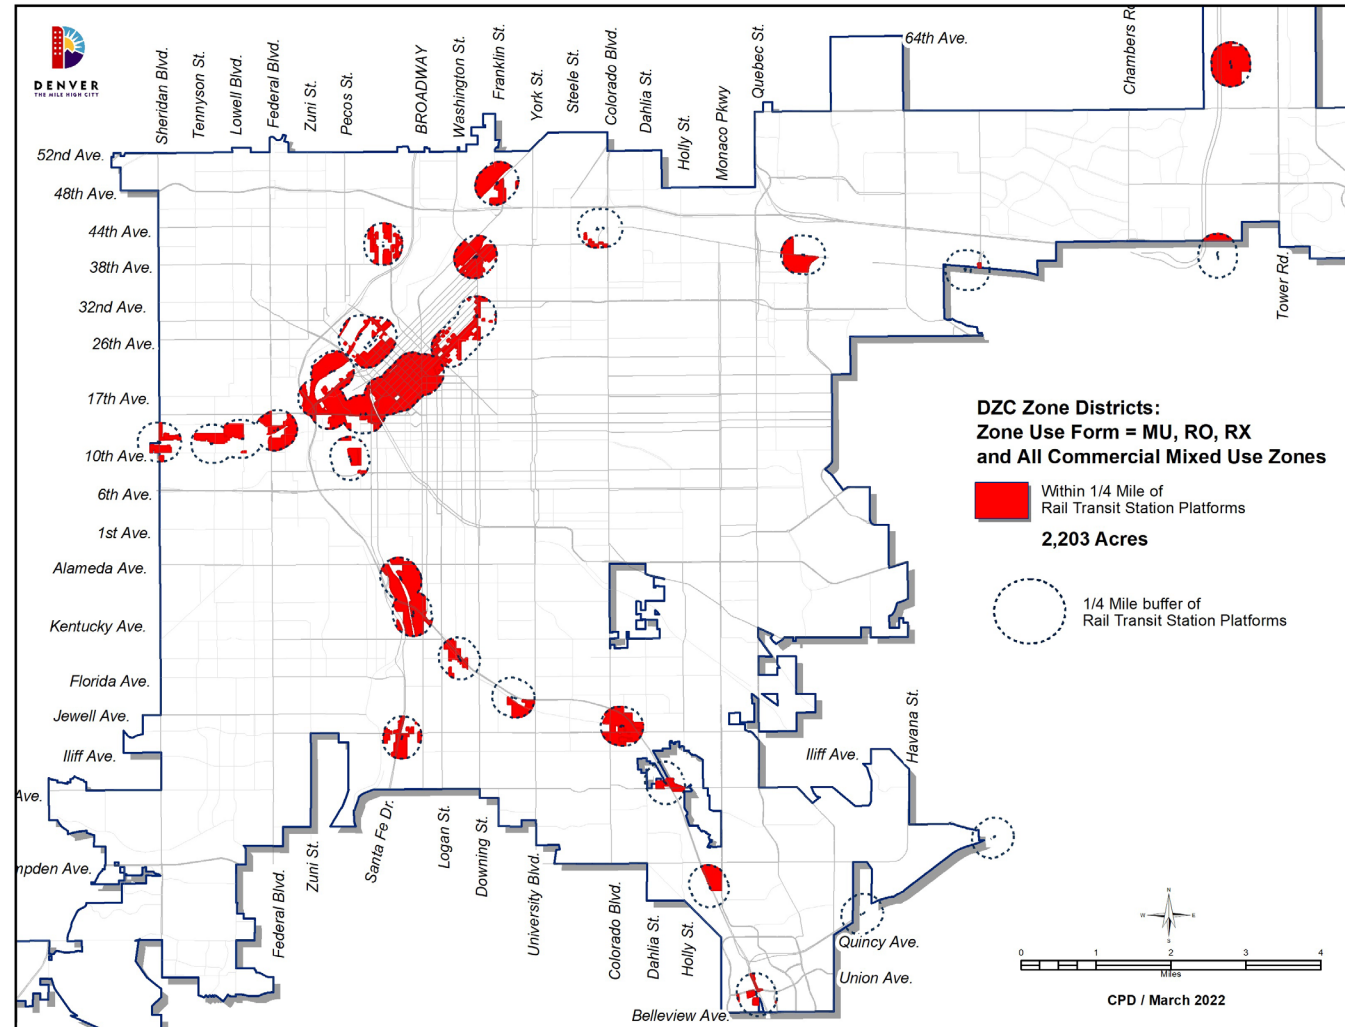 DENVER
THE MILE HIGH CITY
Sheridan Blvd.
Tennyson St.
Lowell Blvd.
Federal Blvd.
Zuni St.
Pecos St.
BROADWAY
Washington St.
Franklin St.
York St.
Steele St.
Colorado Blvd.
Dahlia St.
Holly St.
Monaco Pkwy
Quebec St.
64th Ave.
Chambers Rd
52nd Ave.
48th Ave.
44th Ave.
38th Ave.
32nd Ave.
26th Ave.
17th Ave.
10th Ave.
6th Ave.
1st Ave.
Alameda Ave.
Kentucky Ave.
Florida Ave.
Jewell Ave.
Iliff Ave.
Ave.
mpden Ave.
Tower Rd.
DZC Zone Districts:
Zone Use Form = MU, RO, RX
and All Commercial Mixed Use Zones
Within 1/4 Mile of
Rail Transit Station Platforms
2,203 Acres
1/4 Mile buffer of
Rail Transit Station Platforms
Iliff Ave.
Havana St.
Federal Blvd.
Zuni St.
Santa Fe Dr.
Logan St.
Downing St.
University Blvd.
Colorado Blvd.
Dahlia St.
Holly St.
Quincy Ave.
Union Ave.
Belleview Ave.
N
W
E
S
0 1 2 3 4
Miles
CPD / March 2022